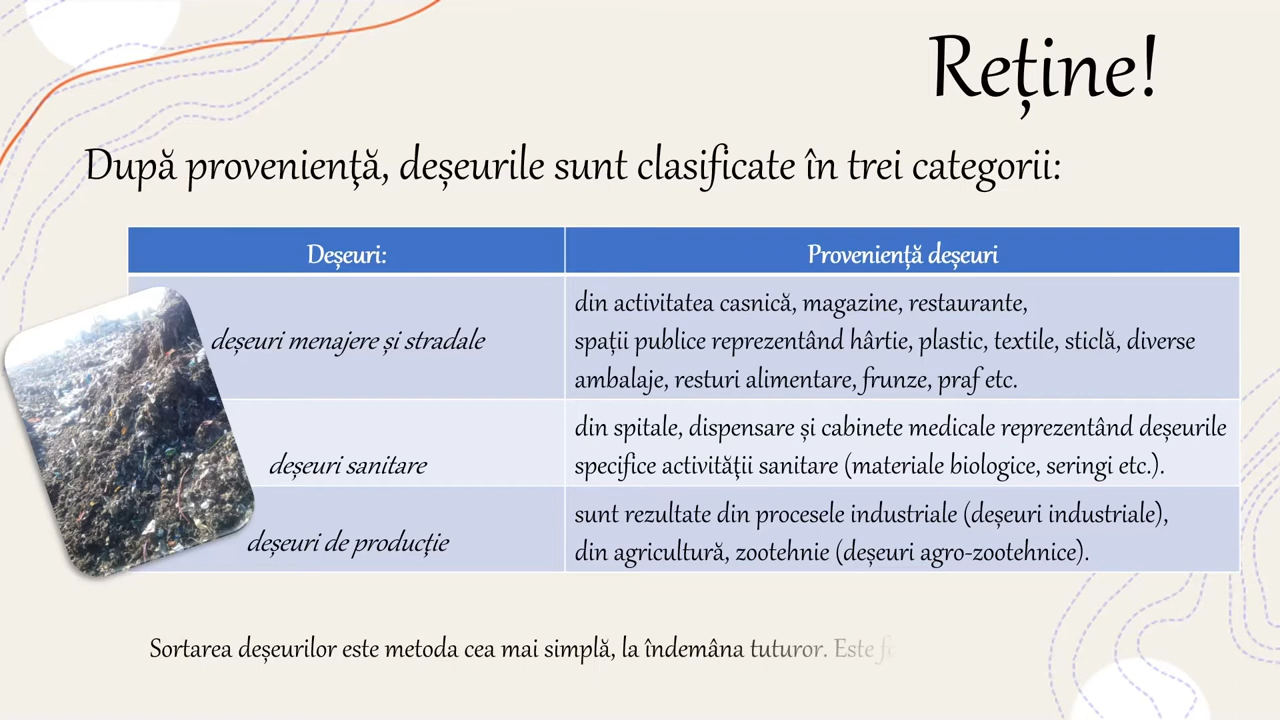 Reține!
După proveniență, deșeurile sunt clasificate în trei categorii:
Deșeuri:
Proveniență deșeuri
deșeuri menajere și stradale
din activitatea casnică, magazine, restaurante,
spații publice reprezentând hârtie, plastic, textile, sticlă, diverse
ambalaje, resturi alimentare, frunze, praf etc.
deșeuri sanitare
din spitale, dispensare și cabinete medicale reprezentând deșeurile
specifice activității sanitare (materiale biologice, seringi etc.).
deșeuri de producție
sunt rezultate din procesele industriale (deșeuri industriale),
din agricultură, zootehnie (deșeuri agro-zootehnice).
Sortarea deșeurilor este metoda cea mai simplă, la îndemâna tuturor. Este